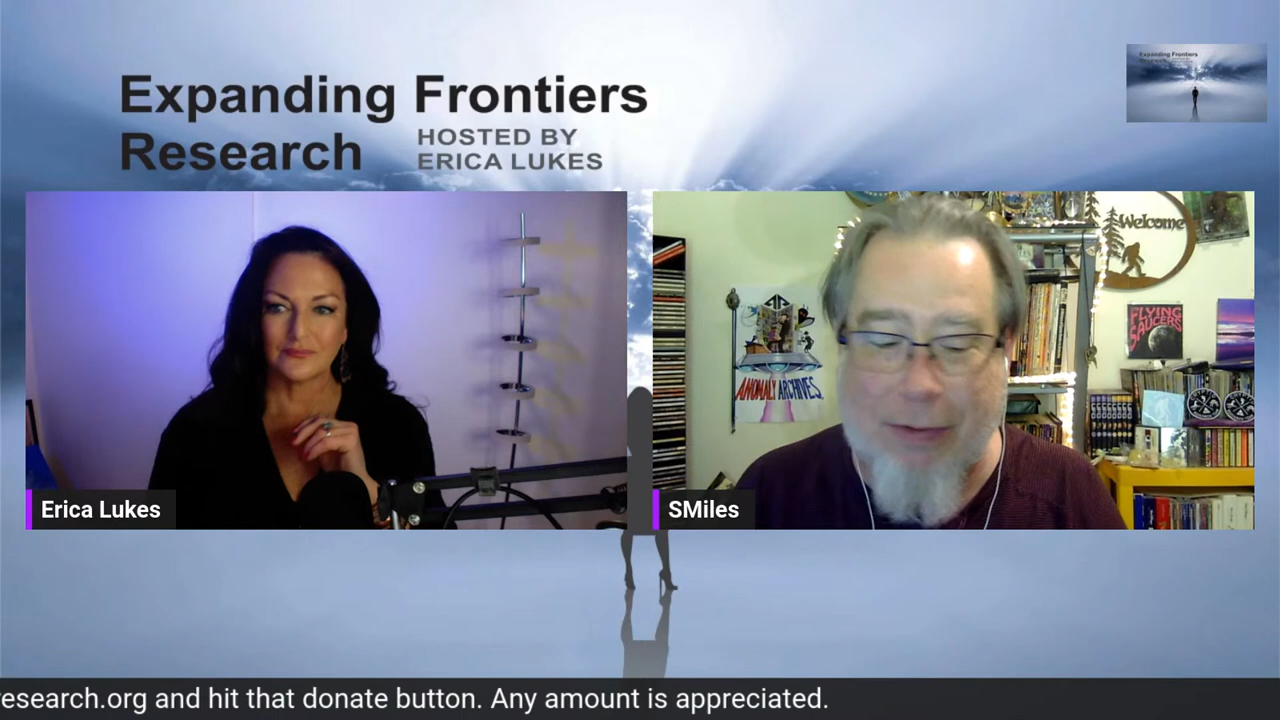 Expanding Frontiers
Research
HOSTED BY
ERICA LUKES
Expanding Frontiers
Welcome
FLYING
SAUCERS
ANOMALY ARCHIVES
Erica Lukes
SMiles
research.org and hit that donate button. Any amount is appreciated.